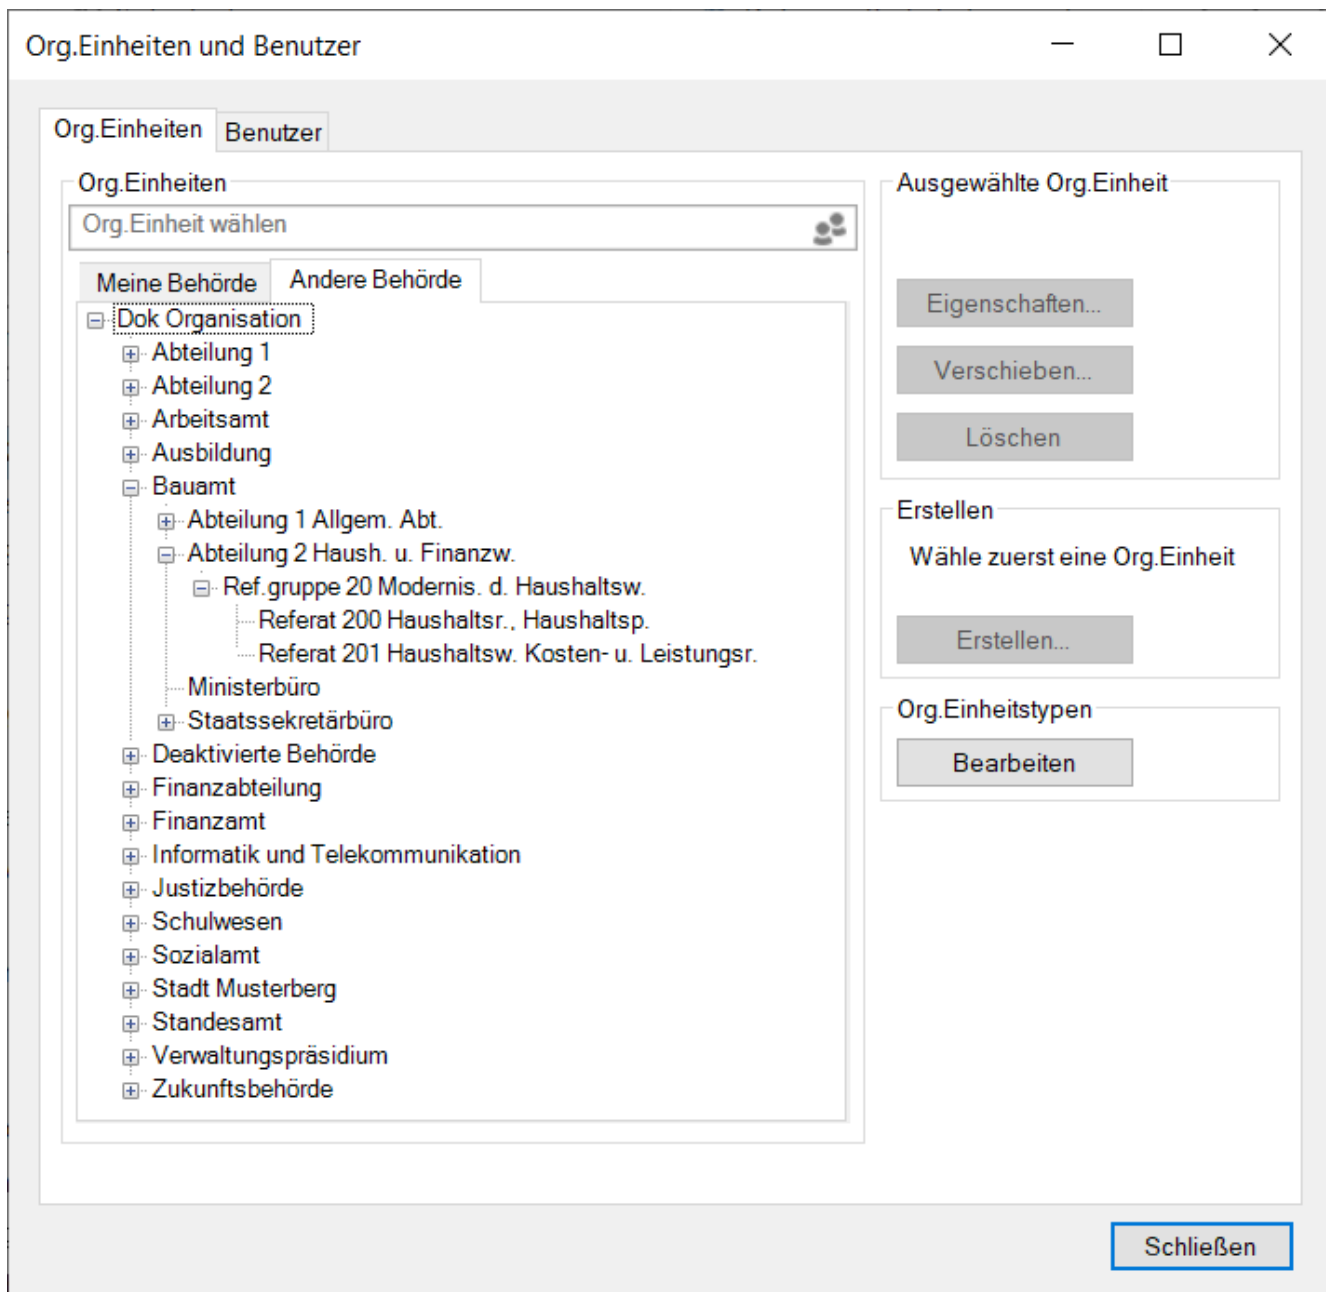 Org.Einheiten und Benutzer
Org.Einheiten
Benutzer
Org.Einheiten
Org.Einheit wählen
Meine Behörde
Andere Behörde
Dok Organisation
Abteilung 1
Abteilung 2
Arbeitsamt
Ausbildung
Bauamt
Abteilung 1 Allgem. Abt.
Abteilung 2 Haush. u. Finanzw.
Ref.gruppe 20 Modernis. d. Haushaltsw.
Referat 200 Haushaltsr., Haushaltsp.
Referat 201 Haushaltsw. Kosten- u. Leistungsr.
Ministerbüro
Staatssekretärbüro
Deaktivierte Behörde
Finanzabteilung
Finanzamt
Informatik und Telekommunikation
Justizbehörde
Schulwesen
Sozialamt
Stadt Musterberg
Standesamt
Verwaltungspräsidium
Zukunftsbehörde
Ausgewählte Org.Einheit
Eigenschaften...
Verschieben...
Löschen
Erstellen
Wähle zuerst eine Org.Einheit
Erstellen...
Org.Einheitstypen
Bearbeiten
Schließen